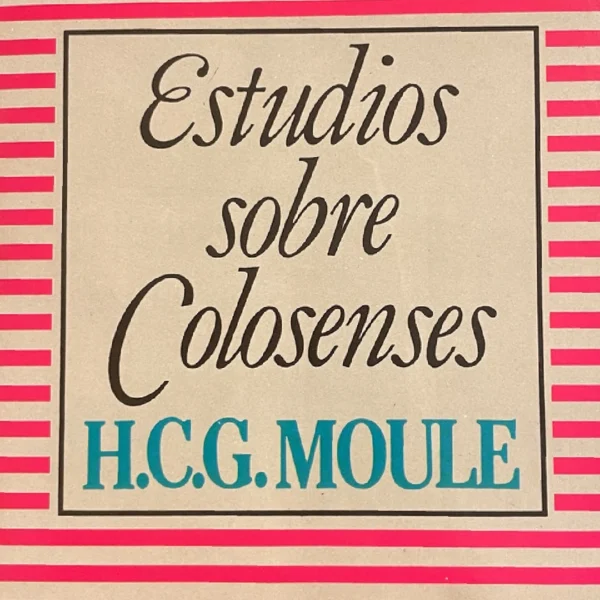 Estudios
sobre
Colosenses
H.C.G. MOULE